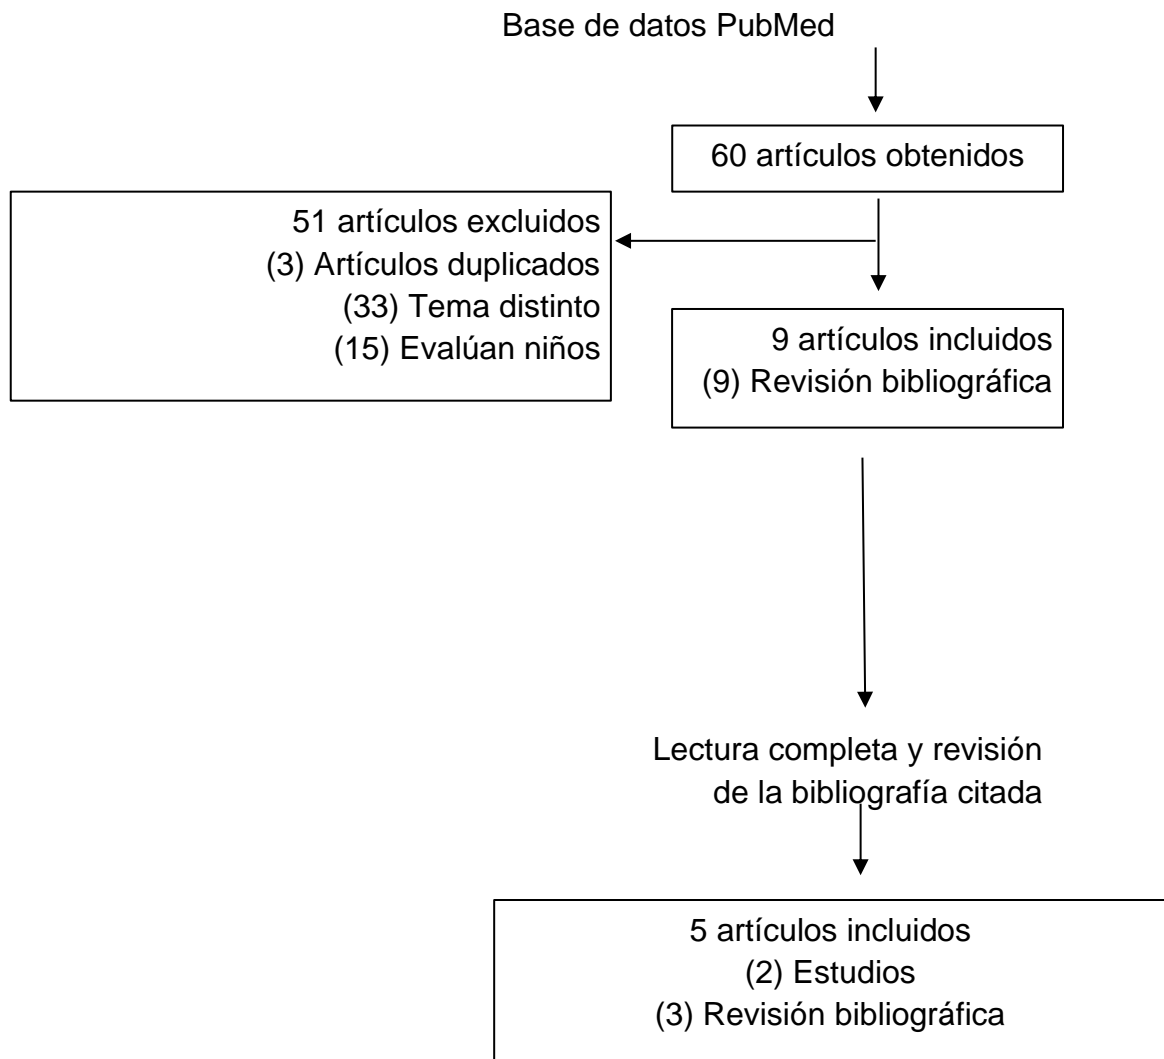 Base de datos PubMed
60 artículos obtenidos
51 artículos excluidos
(3) Artículos duplicados
(33) Tema distinto
(15) Evalúan niños
9 artículos incluidos
(9) Revisión bibliográfica
Lectura completa y revisión
de la bibliografía citada
5 artículos incluidos
(2) Estudios
(3) Revisión bibliográfica